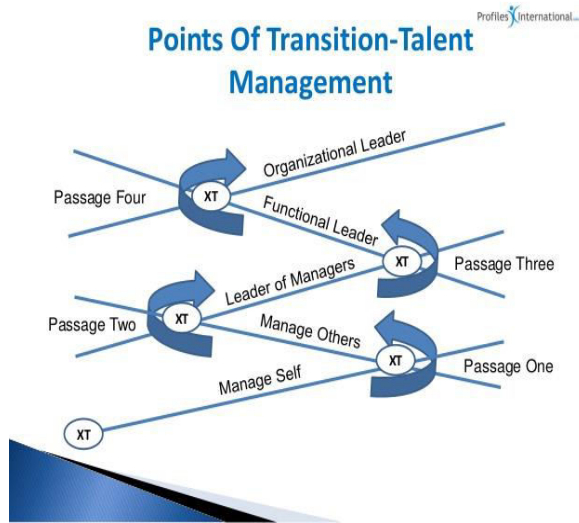 Profiles International
Points Of Transition-Talent
Management
Organizational Leader
XT
Passage Four
Functional Leader
XT
Passage Three
Leader of Managers
XT
Passage Two
Manage Others
XT
Passage One
Manage Self
XT